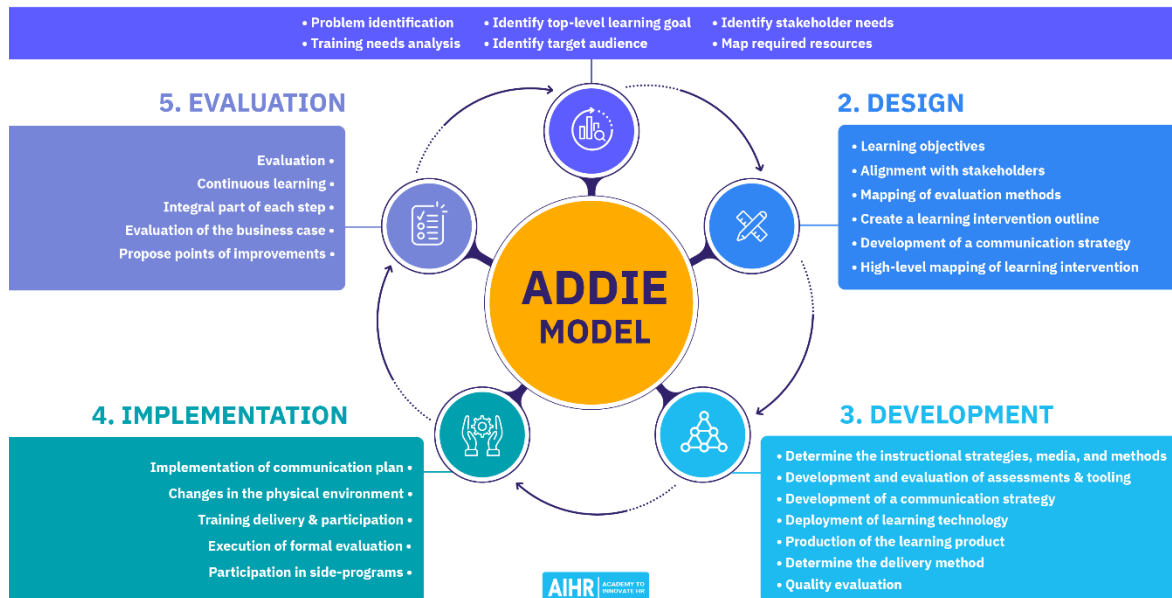 • Problem identification
• Identify top-level learning goal
• Identify stakeholder needs
• Training needs analysis
• Identify target audience
• Map required resources
5. EVALUATION
Evaluation •
Continuous learning •
Integral part of each step •
Evaluation of the business case •
Propose points of improvements •
2. DESIGN
• Learning objectives
• Alignment with stakeholders
• Mapping of evaluation methods
• Create a learning intervention outline
• Development of a communication strategy
• High-level mapping of learning intervention
ADDIE
MODEL
4. IMPLEMENTATION
Implementation of communication plan •
Changes in the physical environment •
Training delivery & participation •
Execution of formal evaluation •
Participation in side-programs •
3. DEVELOPMENT
• Determine the instructional strategies, media, and methods
• Development and evaluation of assessments & tooling
• Development of a communication strategy
• Deployment of learning technology
• Production of the learning product
• Determine the delivery method
• Quality evaluation
AIHR
ACADEMY TO
INNOVATE HR